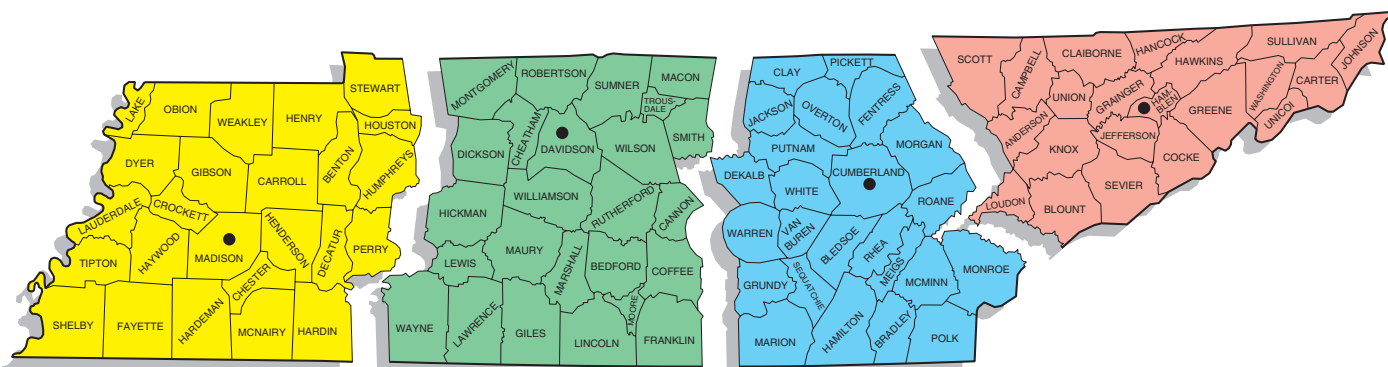 STEWART
LAKE
OBION
WEAKLEY
HENRY
HOUSTON
DYER
GIBSON
CARROLL
BENTON
HUMPHREYS
LAUDERDALE
CROCKETT
HAYWOOD
MADISON
HENDERSON
DECATUR
PERRY
TIPTON
CHESTER
SHELBY
FAYETTE
HARDEMAN
MCNAIRY
HARDIN
MONTGOMERY
ROBERTSON
SUMNER
MACON
TROUS-
DALE
SMITH
DICKSON
CHEATHAM
DAVIDSON
WILSON
WILLIAMSON
HICKMAN
RUTHERFORD
CANNON
MAURY
LEWIS
MARSHALL
BEDFORD
COFFEE
WAYNE
LAWRENCE
GILES
LINCOLN
MOORE
FRANKLIN
CLAY
PICKETT
JACKSON
OVERTON
FENTRESS
PUTNAM
MORGAN
DEKALB
WHITE
CUMBERLAND
ROANE
WARREN
VAN
BUREN
BLEDSOE
RHEA
MEIGS
GRUNDY
SEQUATCHIE
MCMINN
MONROE
MARION
HAMILTON
BRADLEY
POLK
SCOTT
CAMPBELL
CLAIBORNE
HANCOCK
HAWKINS
SULLIVAN
JOHNSON
UNION
GRAINGER
HAM-
BLEN
GREENE
WASHINGTON
CARTER
UNICOI
ANDERSON
KNOX
JEFFERSON
COCKE
SEVIER
LOUDON
BLOUNT